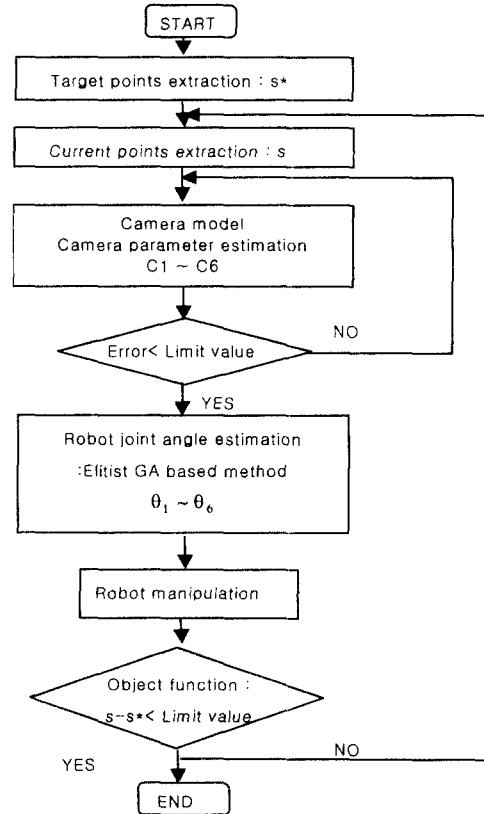 START
Target points extraction : s*
Current points extraction : s
Camera model
Camera parameter estimation
C1 ~ C6
Error< Limit value
NO
YES
Robot joint angle estimation
:Elitist GA based method
θ₁ ~ θ₆
Robot manipulation
Object function :
s-s*< Limit value
YES
NO
END